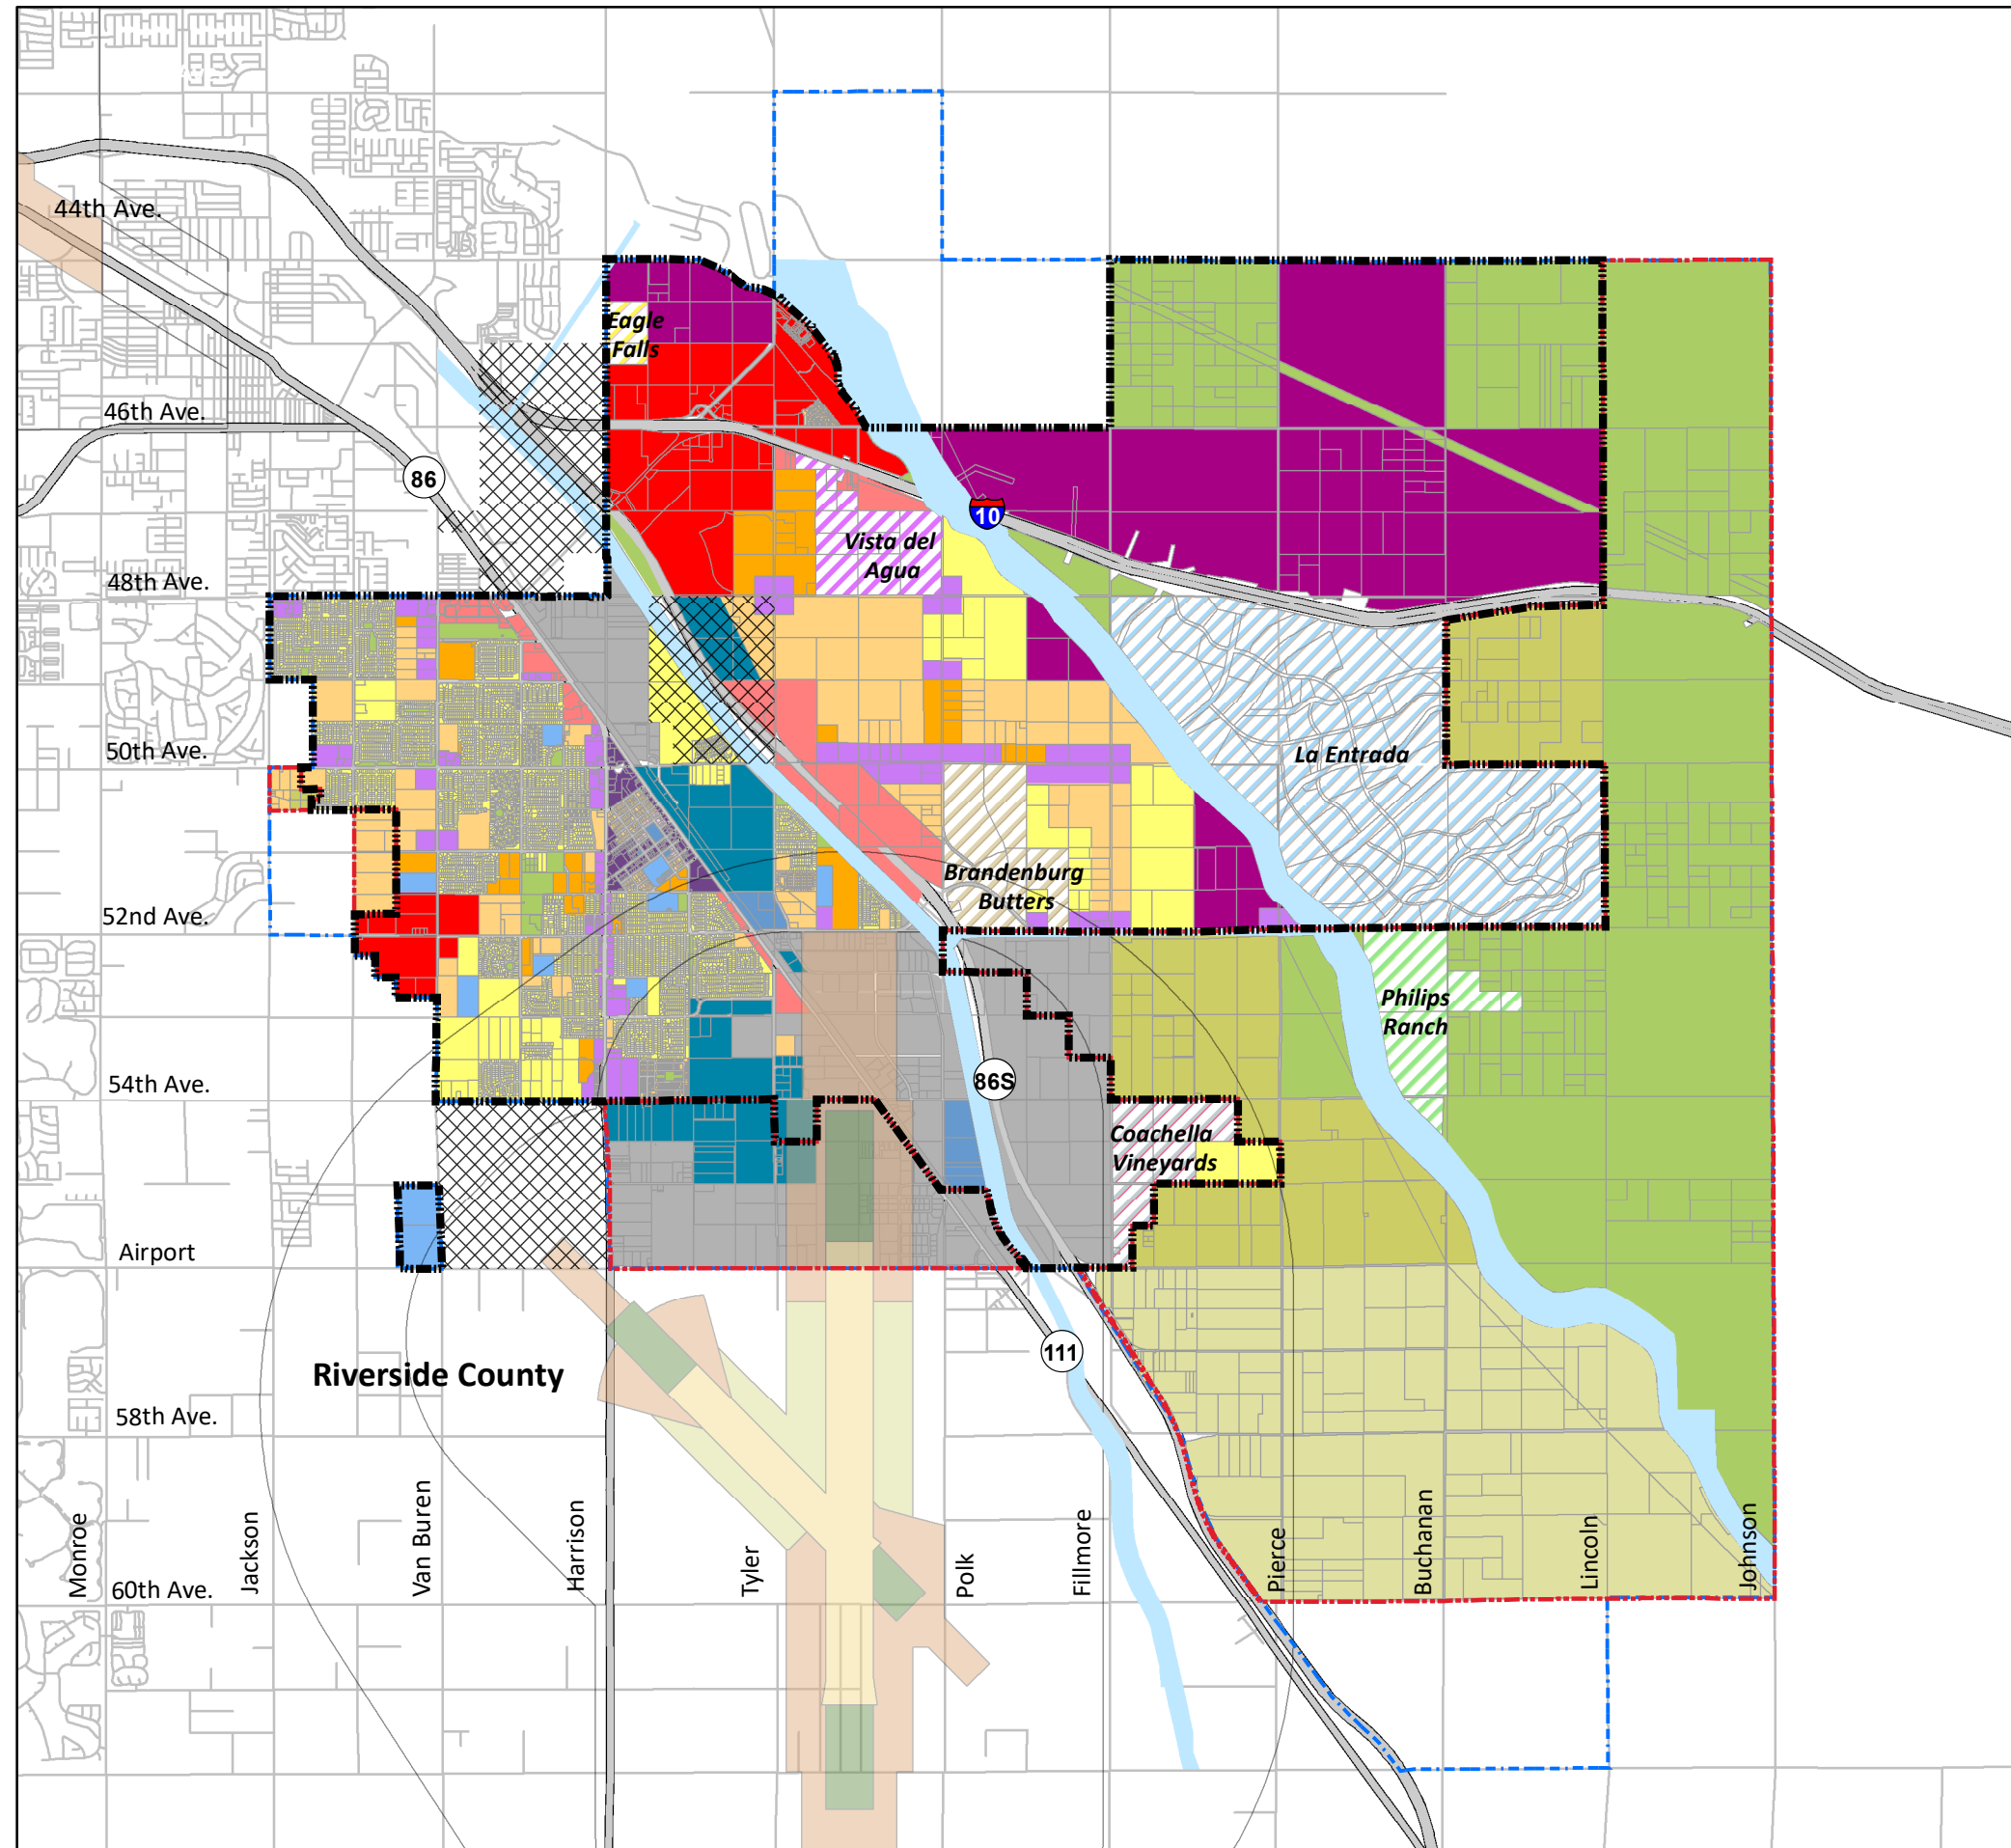 44th Ave.
Eagle
Falls
46th Ave.
86
10
Vista del
Agua
48th Ave.
50th Ave.
La Entrada
Brandenburg
Butters
52nd Ave.
Philips
Ranch
54th Ave.
86S
Coachella
Vineyards
Airport
111
Riverside County
58th Ave.
Monroe
Jackson
Van Buren
Harrison
Tyler
Polk
Fillmore
Pierce
Buchanan
Lincoln
Johnson
60th Ave.